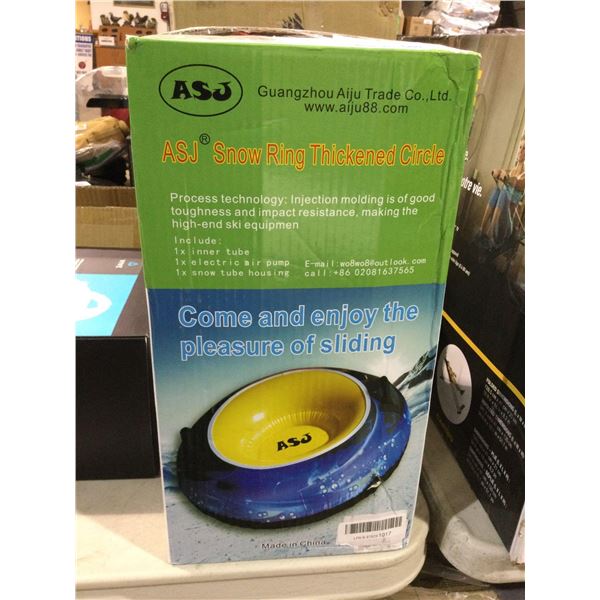 ASJ
Guangzhou Aiju Trade Co.,Ltd.
www.aiju88.com
ASJ® Snow Ring Thickened Circle
Process technology: Injection molding is of good
toughness and impact resistance, making the
high-end ski equipmen
Include:
1x inner tube
1x electric air pump E-mail:wo8wo8@outlook.com
1x snow tube housing call:+86 02081637565
Come and enjoy the
pleasure of sliding
ASJ
1017
Made in China
otre vie.